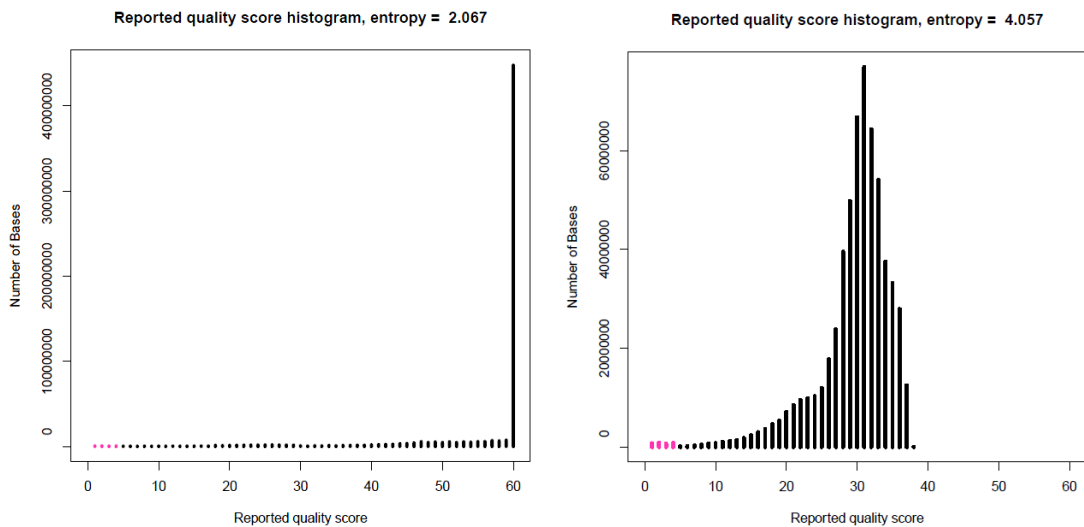 Reported quality score histogram, entropy =  2.067
Number of Bases
400000000
300000000
200000000
100000000
0
0 10 20 30 40 50 60
Reported quality score
Reported quality score histogram, entropy =  4.057
Number of Bases
60000000
40000000
20000000
0
0 10 20 30 40 50 60
Reported quality score